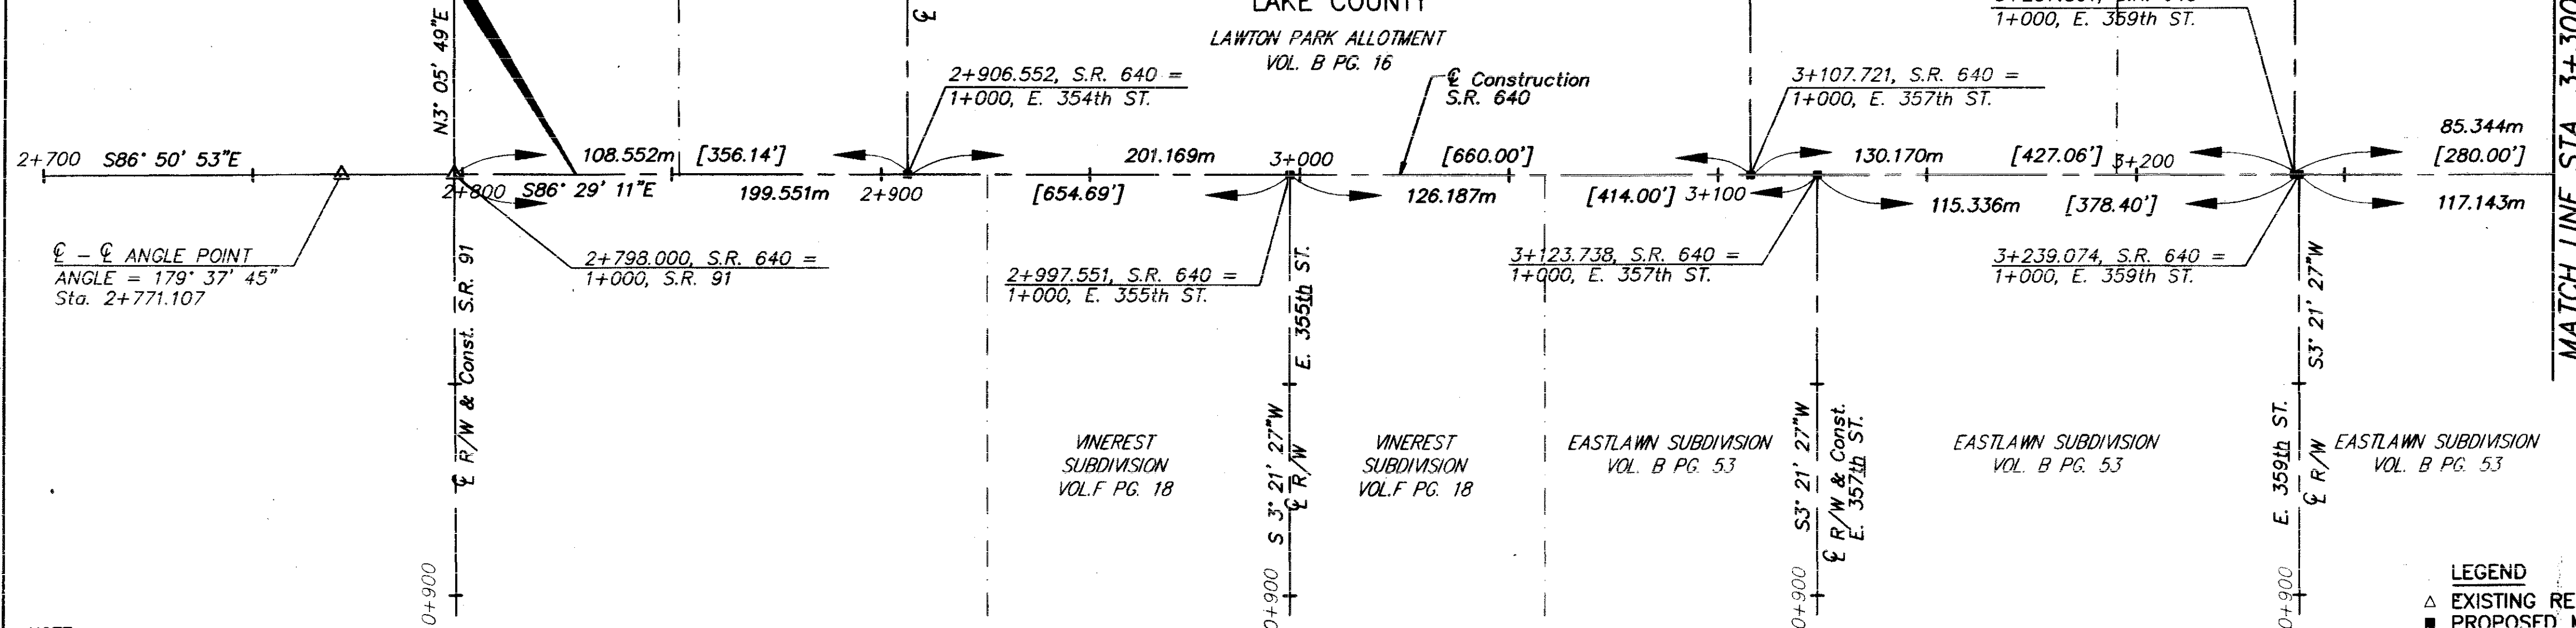 LAKE COUNTY
LAWTON PARK ALLOTMENT
VOL. B PG. 16
1+000, E. 359th ST.
MATCH LINE STA. 3+300
N3° 05' 49"E
℄
2+906.552, S.R. 640 =
1+000, E. 354th ST.
℄ Construction
S.R. 640
3+107.721, S.R. 640 =
1+000, E. 357th ST.
2+700 S86° 50' 53"E
108.552m [356.14']
201.169m
3+000
[660.00']
130.170m
[427.06']
3+200
85.344m
[280.00']
2+800
S86° 29' 11"E
199.551m
2+900
[654.69']
126.187m
[414.00']
3+100
115.336m
[378.40']
117.143m
℄ - ℄ ANGLE POINT
ANGLE = 179° 37' 45"
Sta. 2+771.107
2+798.000, S.R. 640 =
1+000, S.R. 91
2+997.551, S.R. 640 =
1+000, E. 355th ST.
3+123.738, S.R. 640 =
1+000, E. 357th ST.
3+239.074, S.R. 640 =
1+000, E. 359th ST.
℄ R/W & Const. S.R. 91
E. 355th ST.
S 3° 21' 27"W
℄ R/W
S3° 21' 27"W
℄ R/W & Const.
E. 357th ST.
S3° 21' 27"W
E. 359th ST.
℄ R/W
VINEREST
SUBDIVISION
VOL.F PG. 18
VINEREST
SUBDIVISION
VOL.F PG. 18
EASTLAWN SUBDIVISION
VOL. B PG. 53
EASTLAWN SUBDIVISION
VOL. B PG. 53
EASTLAWN SUBDIVISION
VOL. B PG. 53
0+900
0+900
0+900
0+900
LEGEND
△ EXISTING
■ PROPOSED